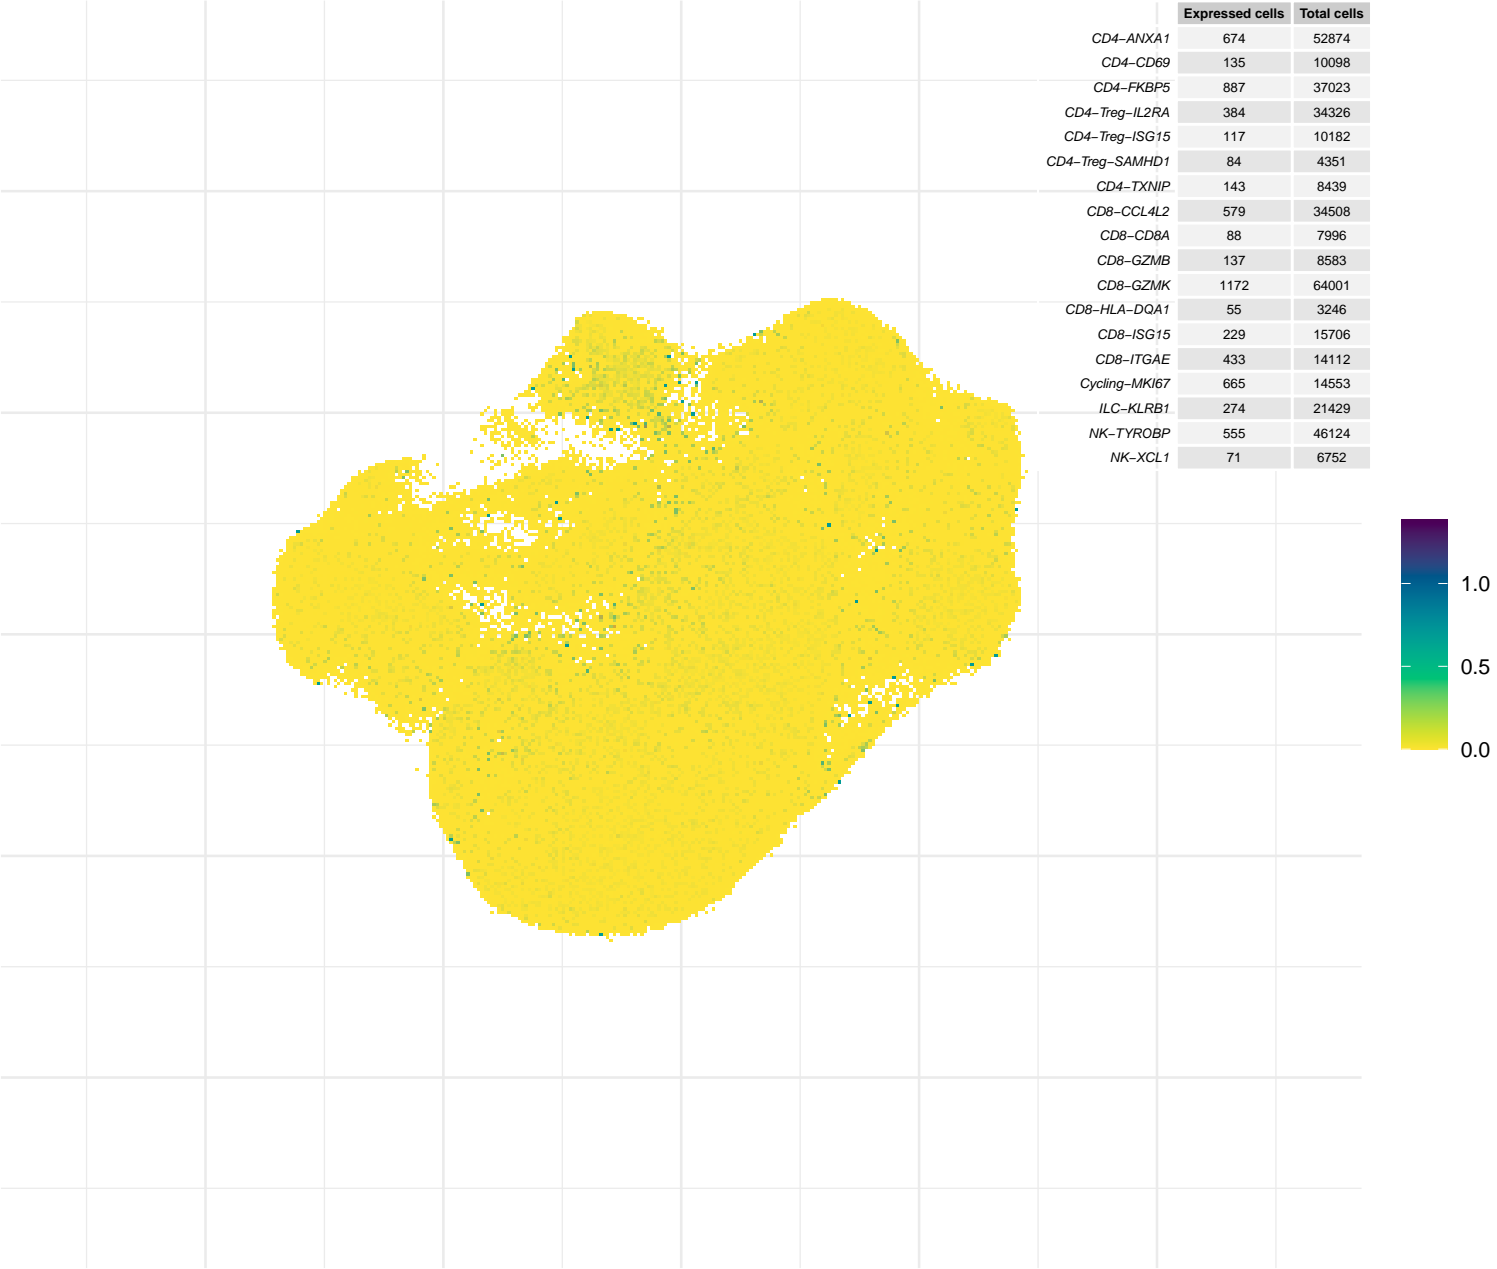 Expressed cells Total cells
CD4−ANXA1 674 52874
CD4−CD69 135 10098
CD4−FKBP5 887 37023
CD4−Treg−IL2RA 384 34326
CD4−Treg−ISG15 117 10182
CD4−Treg−SAMHD1 84 4351
CD4−TXNIP 143 8439
CD8−CCL4L2 579 34508
CD8−CD8A 88 7996
CD8−GZMB 137 8583
CD8−GZMK 1172 64001
CD8−HLA−DQA1 55 3246
CD8−ISG15 229 15706
CD8−ITGAE 433 14112
Cycling−MKI67 665 14553
ILC−KLRB1 274 21429
NK−TYROBP 555 46124
NK−XCL1 71 6752
1.0
0.5
0.0